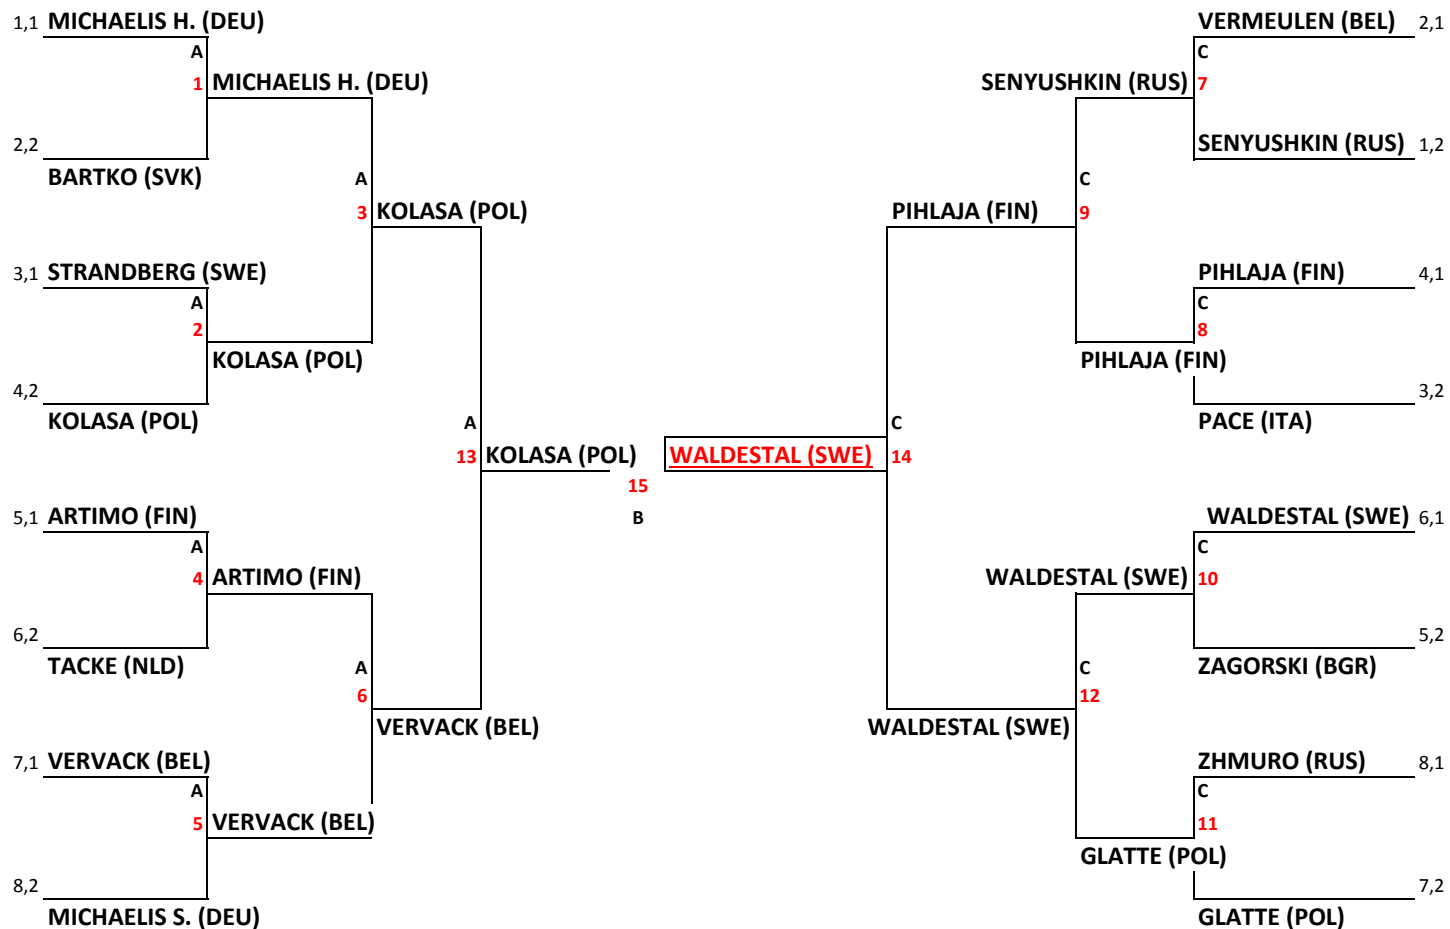 1,1 MICHAELIS H. (DEU)
VERMEULEN (BEL) 2,1
A
C
1 MICHAELIS H. (DEU)
SENYUSHKIN (RUS) 7
2,2
SENYUSHKIN (RUS) 1,2
BARTKO (SVK)
A
C
3 KOLASA (POL)
PIHLAJA (FIN) 9
3,1 STRANDBERG (SWE)
PIHLAJA (FIN) 4,1
A
C
2
8
KOLASA (POL)
PIHLAJA (FIN)
4,2
3,2
KOLASA (POL)
PACE (ITA)
A
C
13 KOLASA (POL)
WALDESTAL (SWE) 14
15
B
5,1 ARTIMO (FIN)
WALDESTAL (SWE) 6,1
A
C
4 ARTIMO (FIN)
WALDESTAL (SWE) 10
6,2
5,2
TACKE (NLD)
ZAGORSKI (BGR)
A
C
6
12
VERVACK (BEL)
WALDESTAL (SWE)
7,1 VERVACK (BEL)
ZHMURO (RUS) 8,1
A
C
5 VERVACK (BEL)
11
GLATTE (POL)
8,2
7,2
MICHAELIS S. (DEU)
GLATTE (POL)